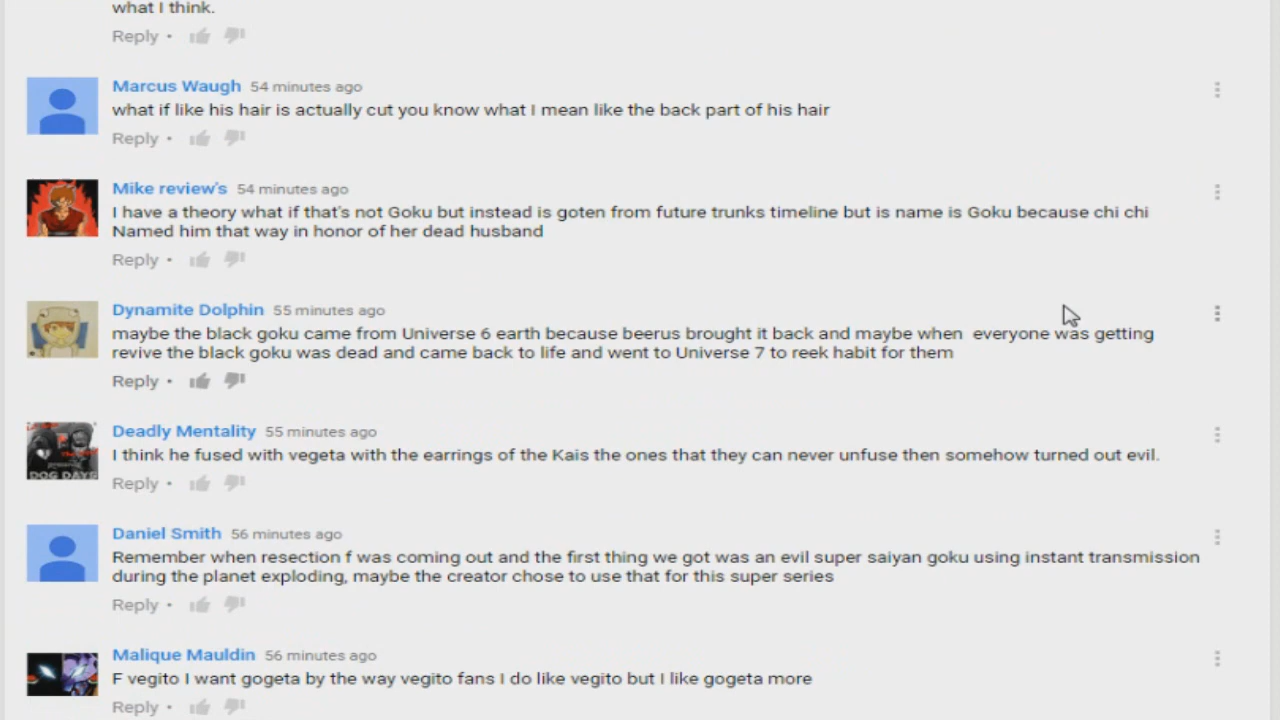 what I think.
Reply •
Marcus Waugh 54 minutes ago
what if like his hair is actually cut you know what I mean like the back part of his hair
Reply •
Mike review's 54 minutes ago
I have a theory what if that's not Goku but instead is goten from future trunks timeline but is name is Goku because chi chi
Named him that way in honor of her dead husband
Reply •
Dynamite Dolphin 55 minutes ago
maybe the black goku came from Universe 6 earth because beerus brought it back and maybe when everyone was getting
revive the black goku was dead and came back to life and went to Universe 7 to reek habit for them
Reply •
Deadly Mentality 55 minutes ago
I think he fused with vegeta with the earrings of the Kais the ones that they can never unfuse then somehow turned out evil.
Reply •
DOG DAYS
Daniel Smith 56 minutes ago
Remember when resection f was coming out and the first thing we got was an evil super saiyan goku using instant transmission
during the planet exploding, maybe the creator chose to use that for this super series
Reply •
Malique Mauldin 56 minutes ago
F vegito I want gogeta by the way vegito fans I do like vegito but I like gogeta more
Reply •